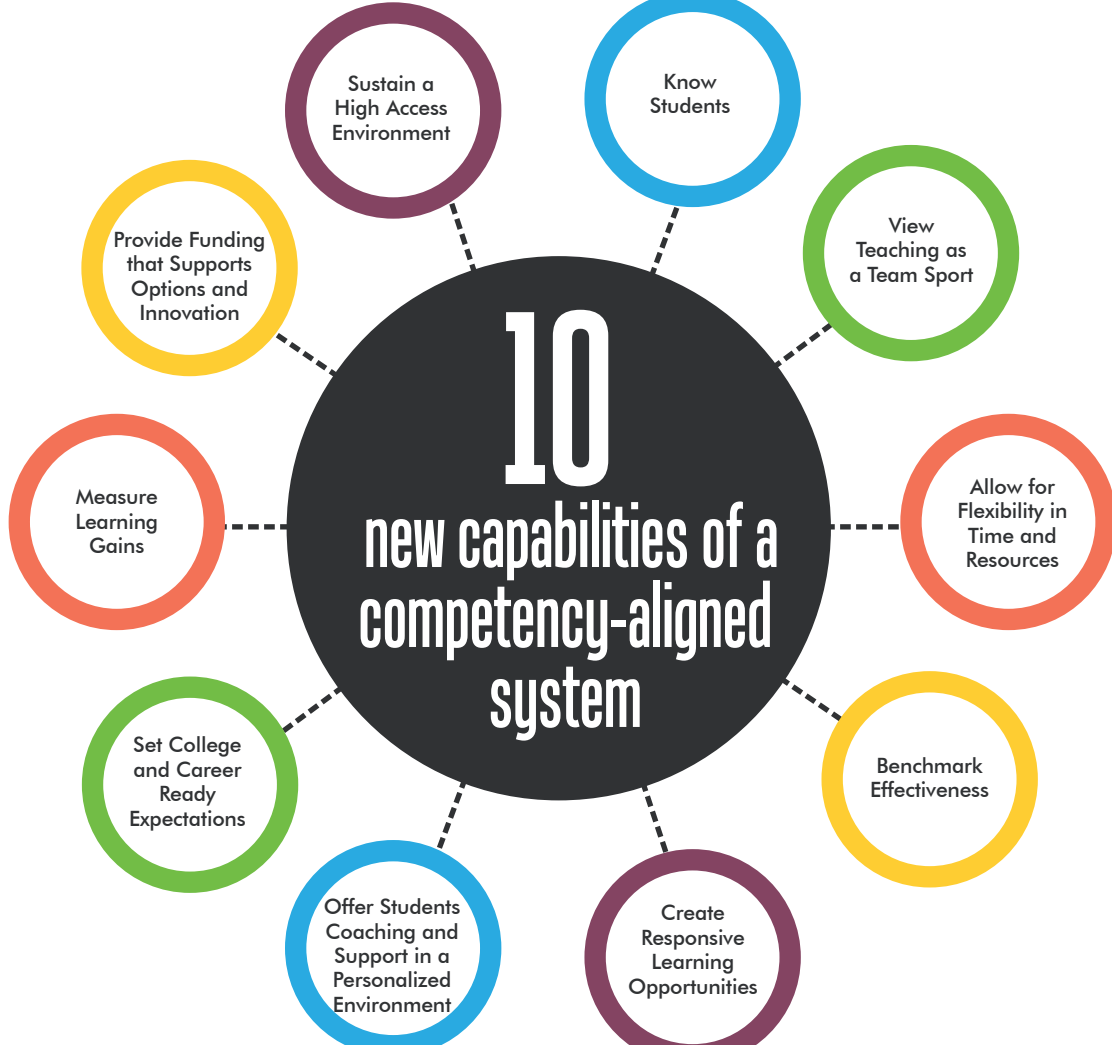 10
new capabilities of a
competency-aligned
system
Know
Students
View
Teaching as
a Team Sport
Allow for
Flexibility in
Time and
Resources
Benchmark
Effectiveness
Create
Responsive
Learning
Opportunities
Offer Students
Coaching and
Support in a
Personalized
Environment
Set College
and Career
Ready
Expectations
Measure
Learning
Gains
Provide Funding
that Supports
Options and
Innovation
Sustain a
High Access
Environment